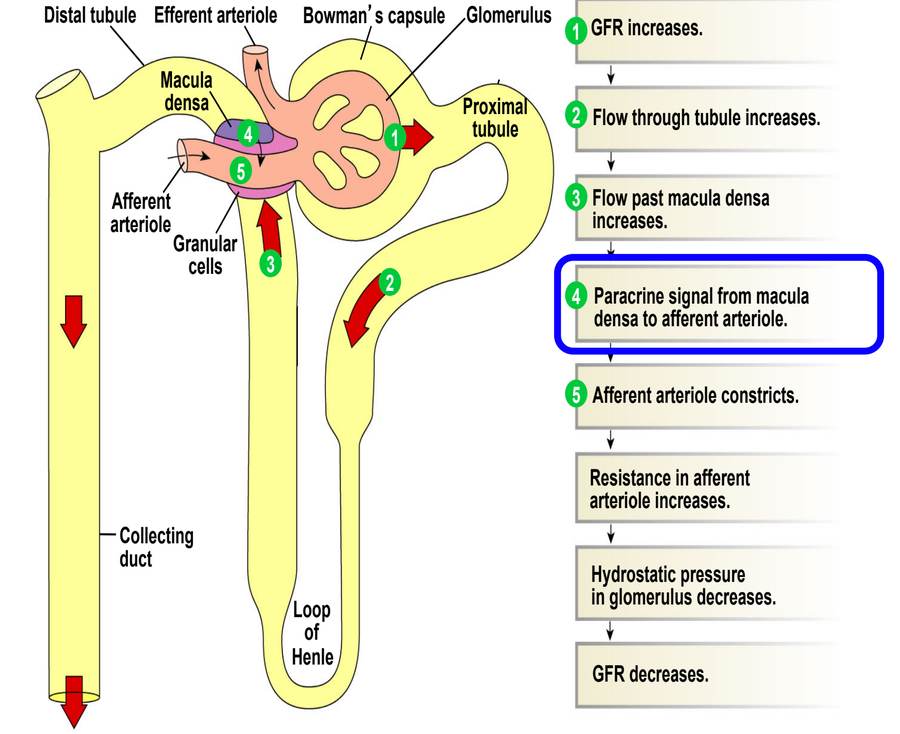 Distal tubule
Efferent arteriole
Bowman’s capsule
Glomerulus
Macula
densa
Proximal
tubule
4
1
5
Afferent
arteriole
Granular
cells
3
2
Collecting
duct
Loop
of
Henle
1 GFR increases.
2 Flow through tubule increases.
3 Flow past macula densa
increases.
4 Paracrine signal from macula
densa to afferent arteriole.
5 Afferent arteriole constricts.
Resistance in afferent
arteriole increases.
Hydrostatic pressure
in glomerulus decreases.
GFR decreases.